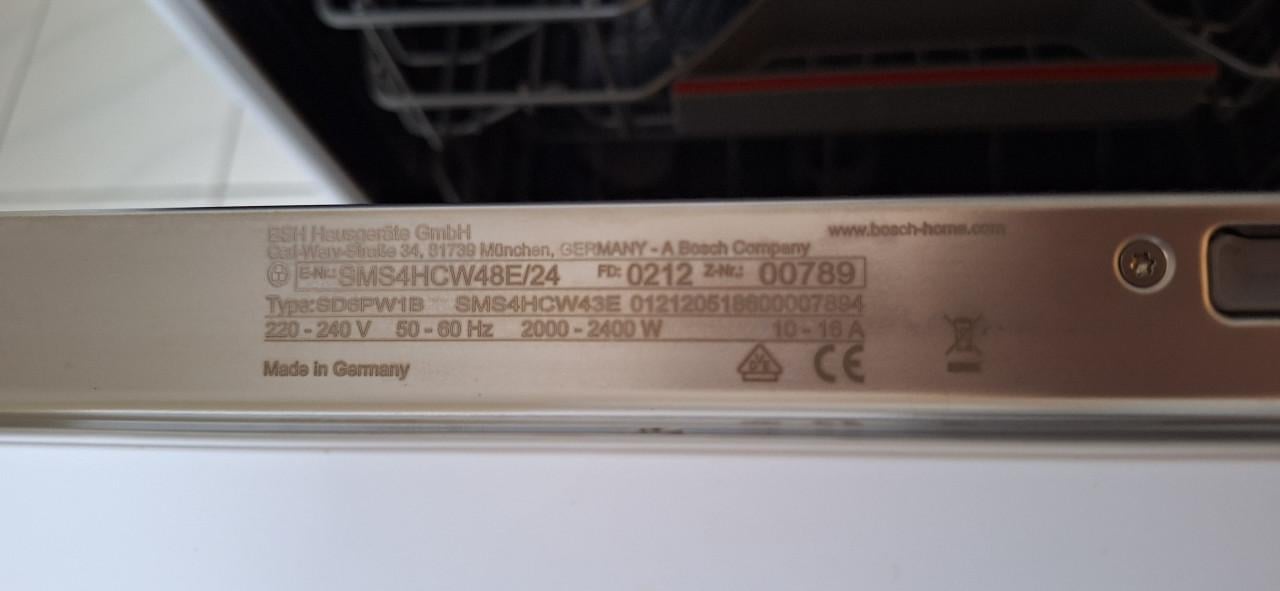 BSH Hausgeräte GmbH
www.bosch-home.com
Carl-Wery-Straße 34, 81739 München, GERMANY - A Bosch Company
E-Nr.: SMS4HCW48E/24 FD: 0212 Z-Nr.: 00789
Type:SD6PW1B SMS4HCW48E 012120518600007894
220 - 240 V 50 - 60 Hz 2000 - 2400 W 10 - 16 A
Made in Germany
VDE CE